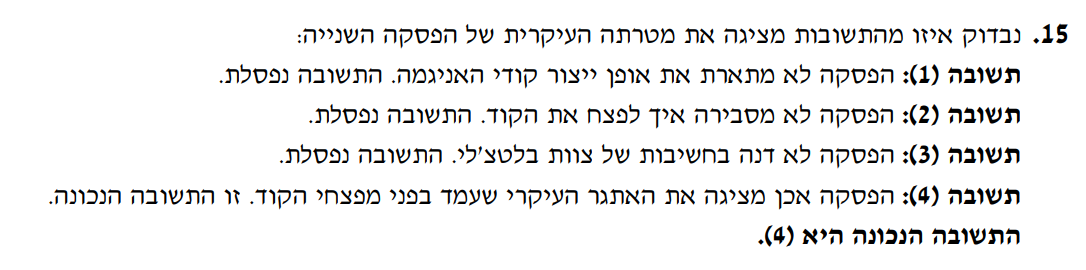 15. נבדוק איזו מהתשובות מציגה את מטרתה העיקרית של הפסקה השנייה:
תשובה (1): הפסקה לא מתארת את אופן ייצור קודי האניגמה. התשובה נפסלת.
תשובה (2): הפסקה לא מסבירה איך לפצח את הקוד. התשובה נפסלת.
תשובה (3): הפסקה לא דנה בחשיבות של צוות בלטצ'לי. התשובה נפסלת.
תשובה (4): הפסקה אכן מציגה את האתגר העיקרי שעמד בפני מפצחי הקוד. זו התשובה הנכונה.
התשובה הנכונה היא (4).